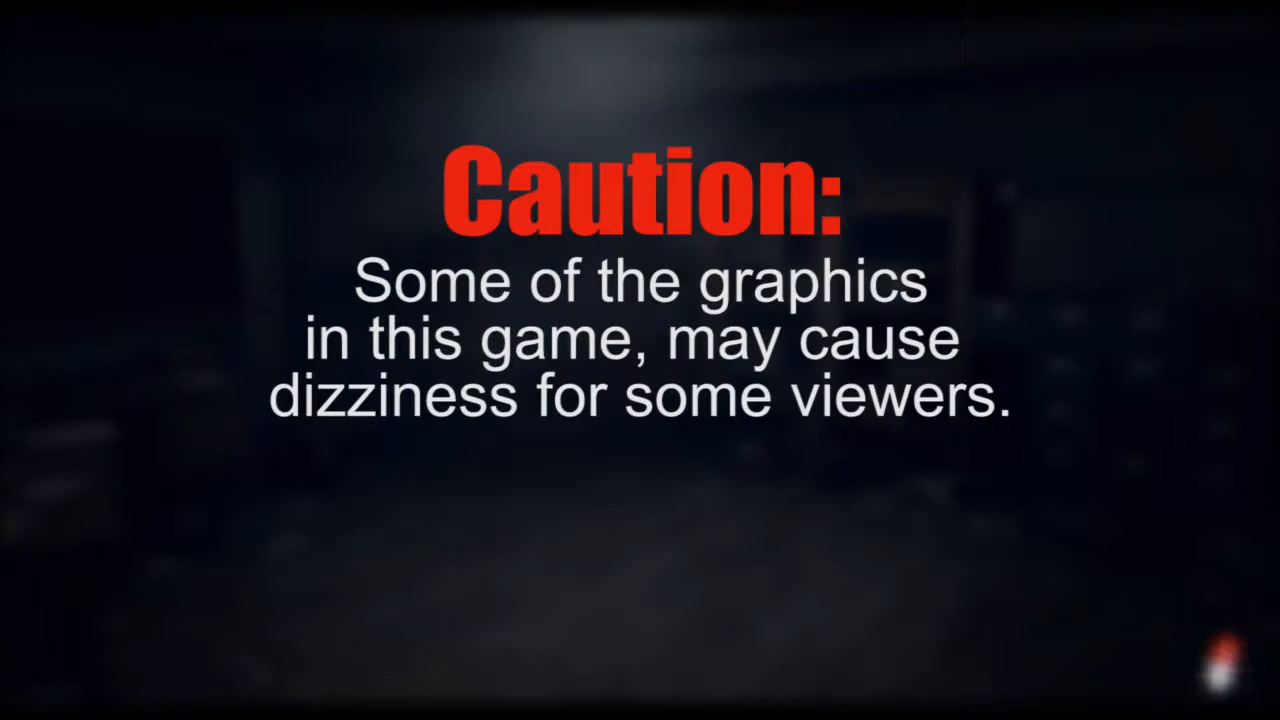 Caution:
Some of the graphics
in this game, may cause
dizziness for some viewers.